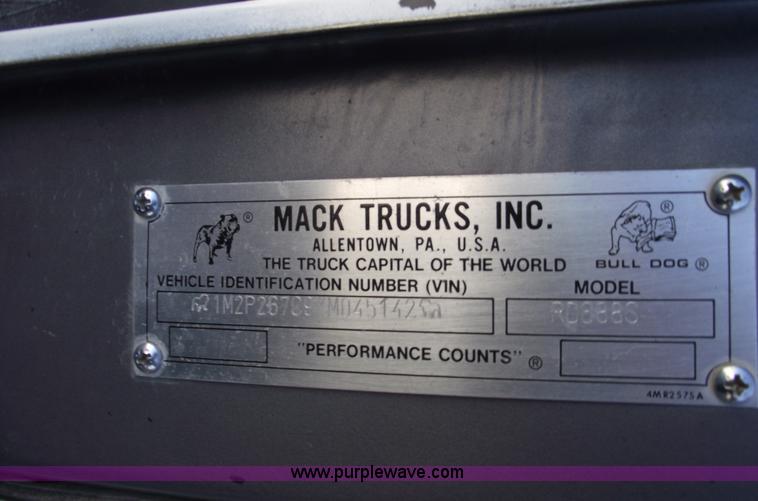 ® MACK TRUCKS, INC. ®
ALLENTOWN, PA., U.S.A.
THE TRUCK CAPITAL OF THE WORLD BULL DOG ®
VEHICLE IDENTIFICATION NUMBER (VIN) MODEL
"PERFORMANCE COUNTS" ®
4MR2575A
www.purplewave.com